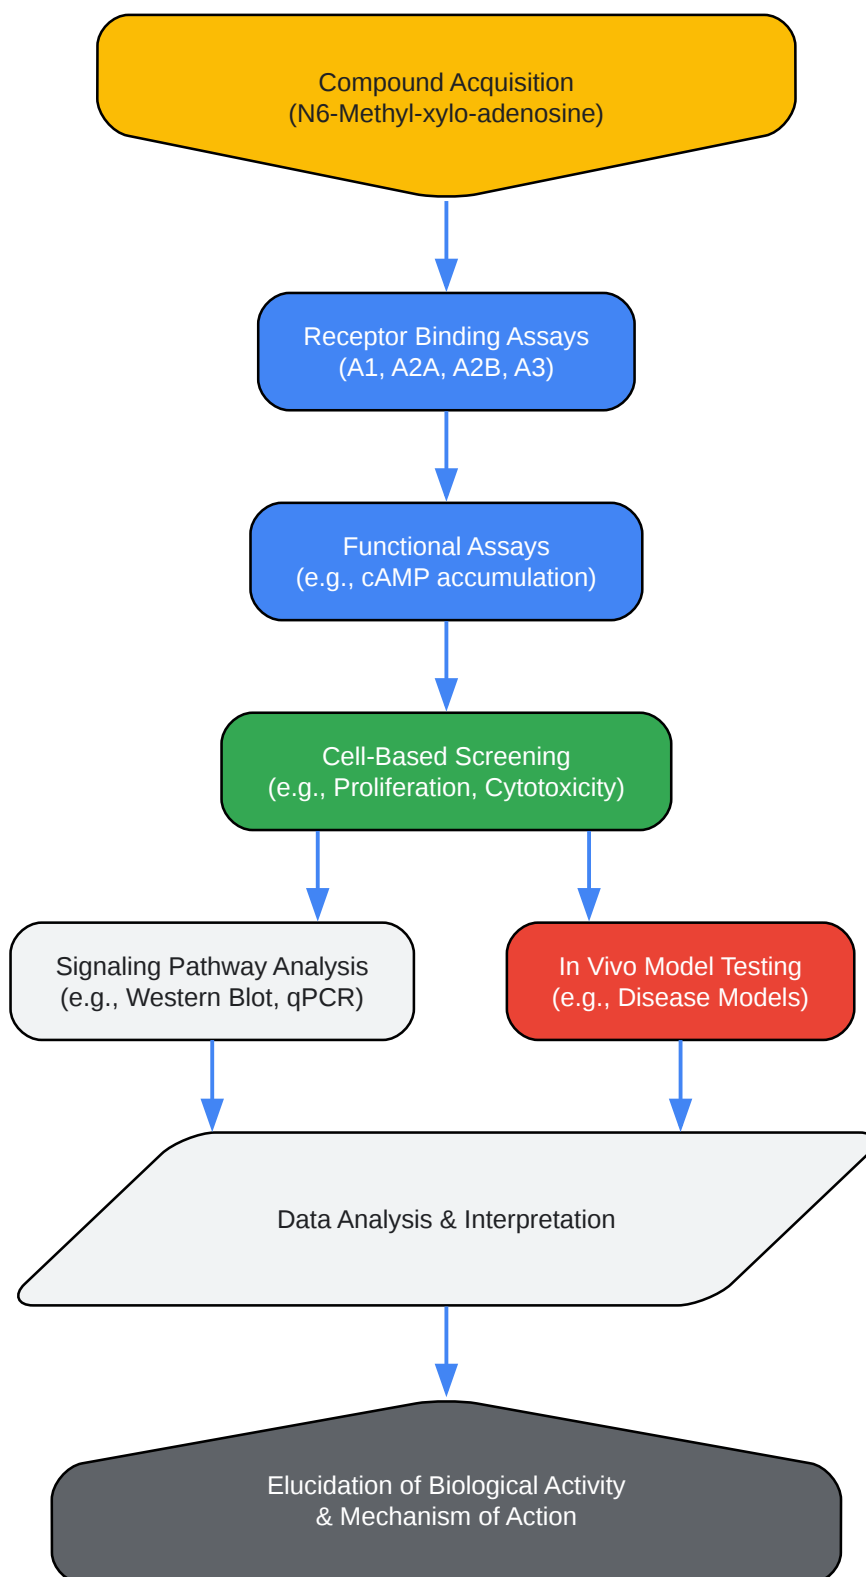 Compound Acquisition
(N6-Methyl-xylo-adenosine)
Receptor Binding Assays
(A1, A2A, A2B, A3)
Functional Assays
(e.g., cAMP accumulation)
Cell-Based Screening
(e.g., Proliferation, Cytotoxicity)
Signaling Pathway Analysis
(e.g., Western Blot, qPCR)
In Vivo Model Testing
(e.g., Disease Models)
Data Analysis & Interpretation
Elucidation of Biological Activity
& Mechanism of Action